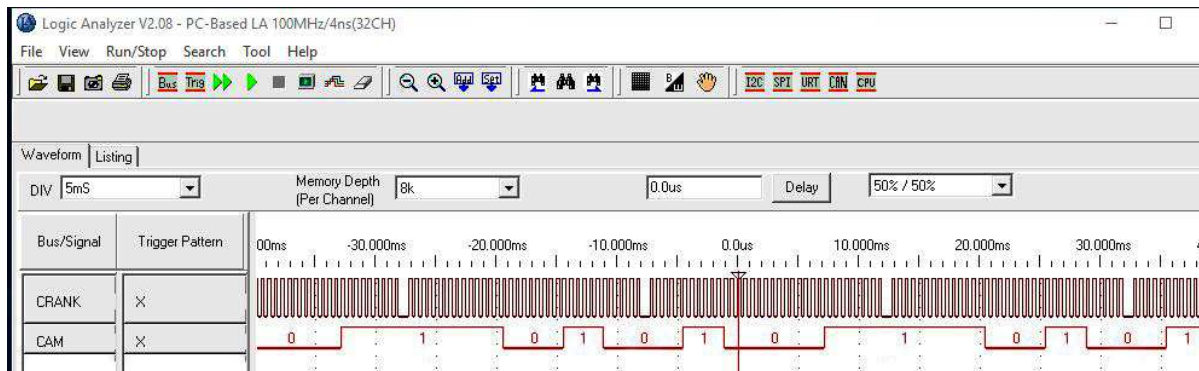 Logic Analyzer V2.08 - PC-Based LA 100MHz/4ns(32CH)
File View Run/Stop Search Tool Help
Bus Trig Add Spt B I2C SPI URT CAN CPU
Waveform Listing
DIV 5mS Memory Depth (Per Channel) 8k 0.0us Delay 50% / 50%
Bus/Signal Trigger Pattern 00ms -30.000ms -20.000ms -10.000ms 0.0us 10.000ms 20.000ms 30.000ms
CRANK X
CAM X 0 1 0 1 0 1 0 1 0 1 0 1